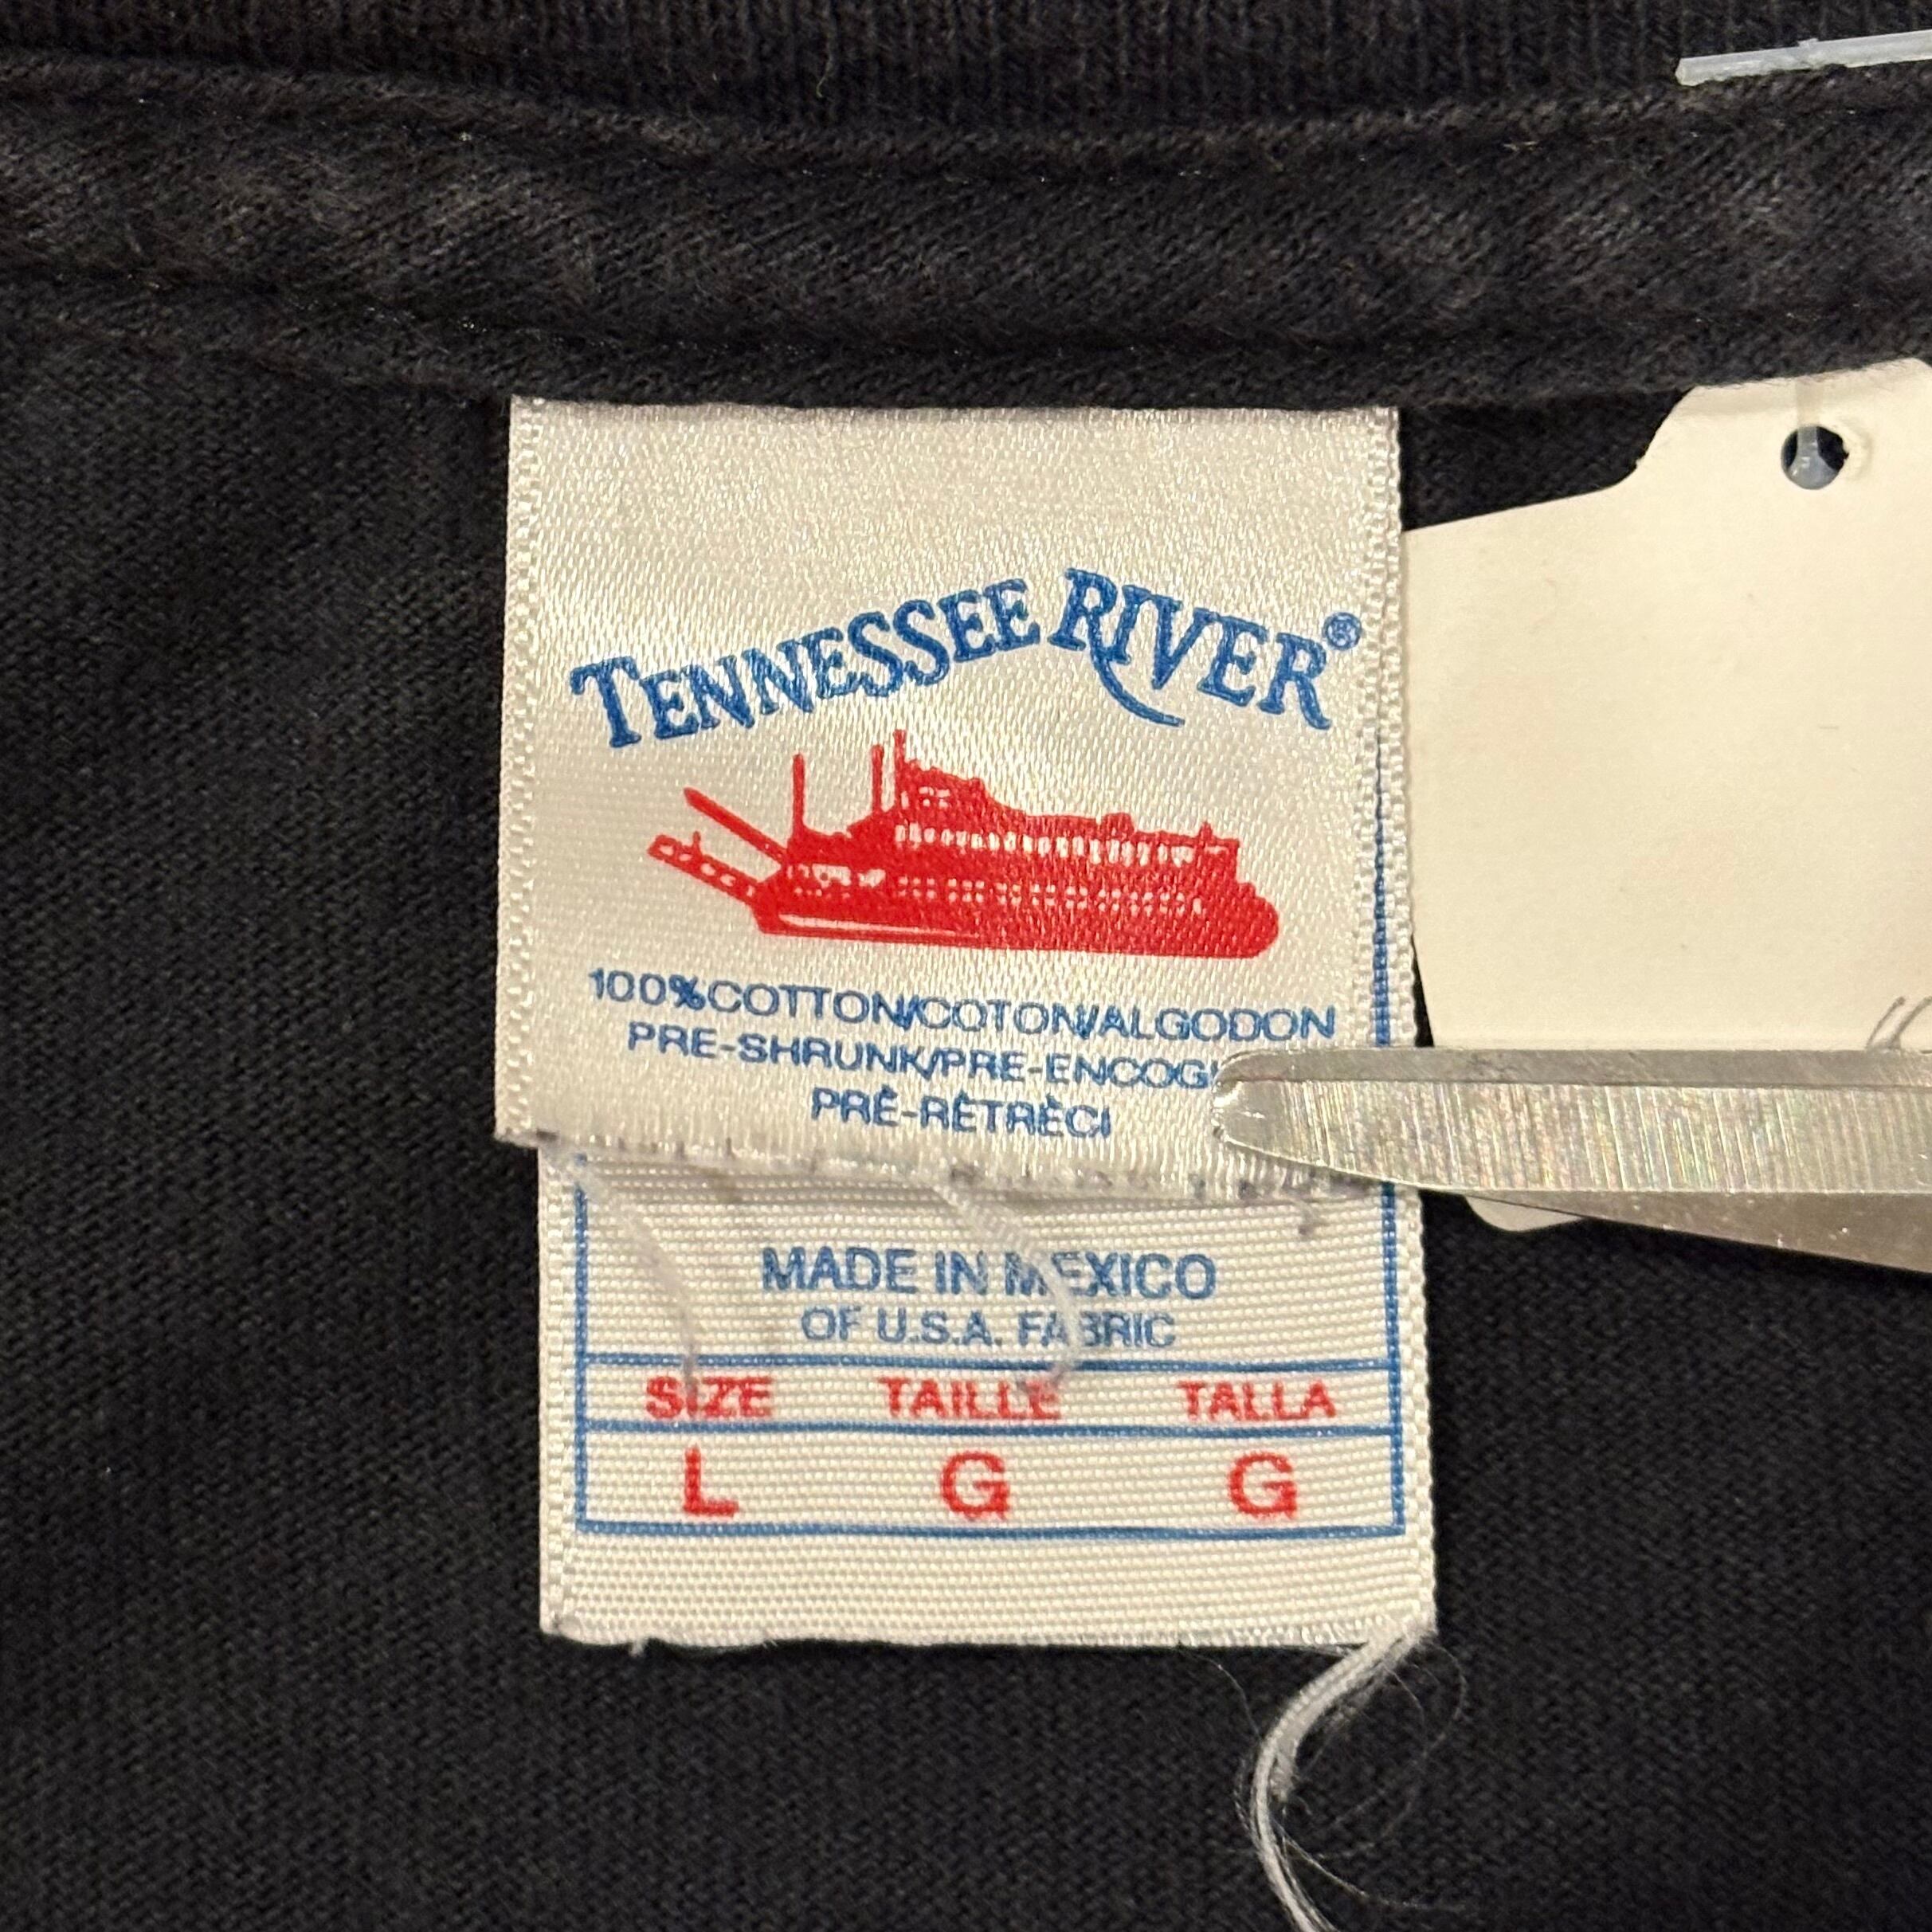 TENNESSEE RIVER®
100%COTTON/COTON/ALGODON
PRE-SHRUNK/PRE-ENCOGI
PRÉ-RÉTRÉCI
MADE IN MEXICO
OF U.S.A. FABRIC
SIZE TAILLE TALLA
L G G